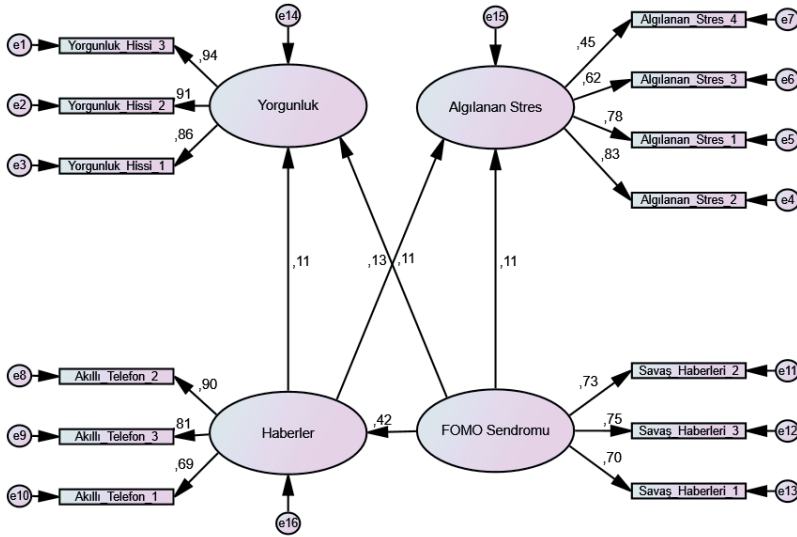 e14
e15
e1
Yorgunluk_Hissi_3
,94
e2
Yorgunluk_Hissi_2
,91
e3
Yorgunluk_Hissi_1
,86
Yorgunluk
Algılanan Stres
,45
Algılanan_Stres_4
e7
,62
Algılanan_Stres_3
e6
,78
Algılanan_Stres_1
e5
,83
Algılanan_Stres_2
e4
,11
,13
,11
,11
e8
Akıllı_Telefon_2
,90
e9
Akıllı_Telefon_3
,81
e10
Akıllı_Telefon_1
,69
Haberler
,42
FOMO Sendromu
,73
Savaş_Haberleri_2
e11
,75
Savaş_Haberleri_3
e12
,70
Savaş_Haberleri_1
e13
e16